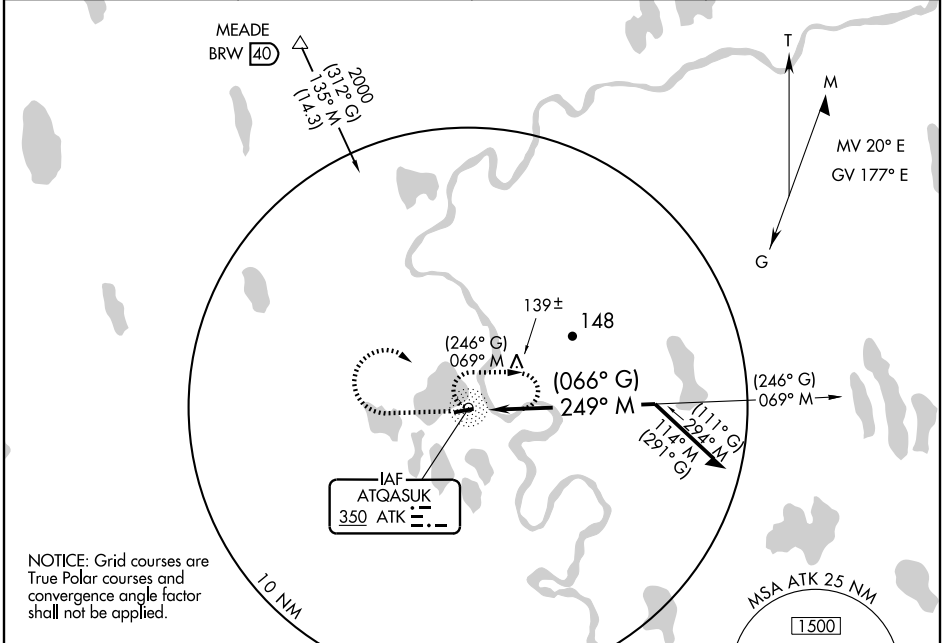 MEADE
BRW 40
2000
(312° G)
135° M
(14.3)
T
M
MV 20° E
GV 177° E
G
139±
148
(246° G)
069° M
(066° G)
249° M
(246° G)
069° M
(111° G)
294° M
114° M
(291° G)
IAF
ATQASUK
350 ATK
NOTICE: Grid courses are
True Polar courses and
convergence angle factor
shall not be applied.
10 NM
MSA ATK 25 NM
1500